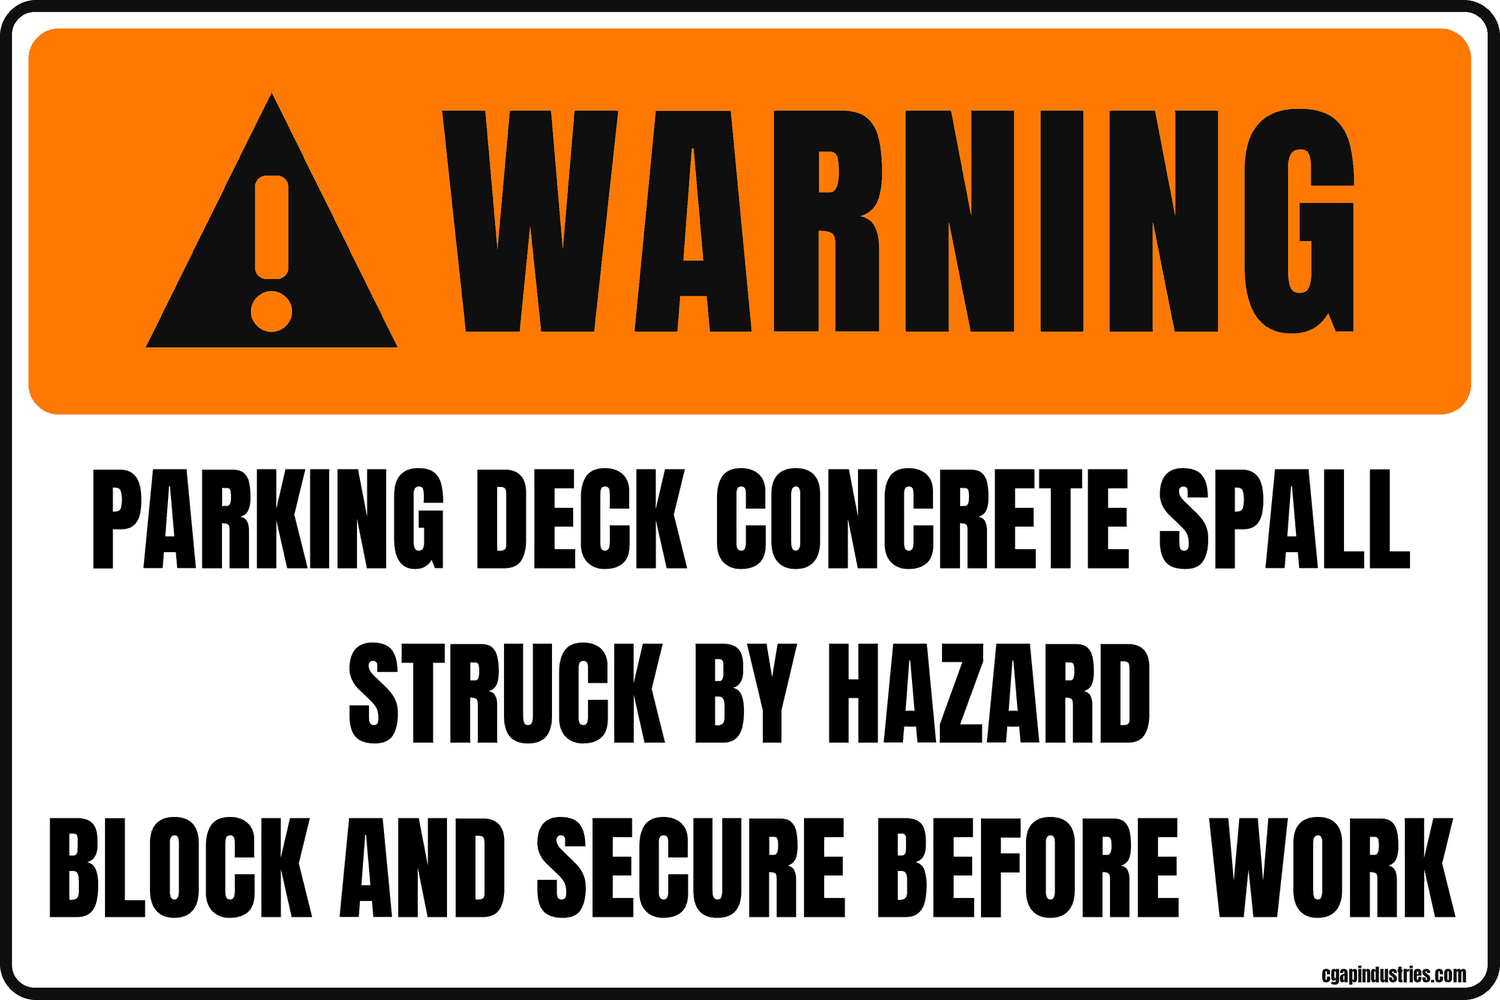 WARNING
PARKING DECK CONCRETE SPALL
STRUCK BY HAZARD
BLOCK AND SECURE BEFORE WORK
cgapindustries.com